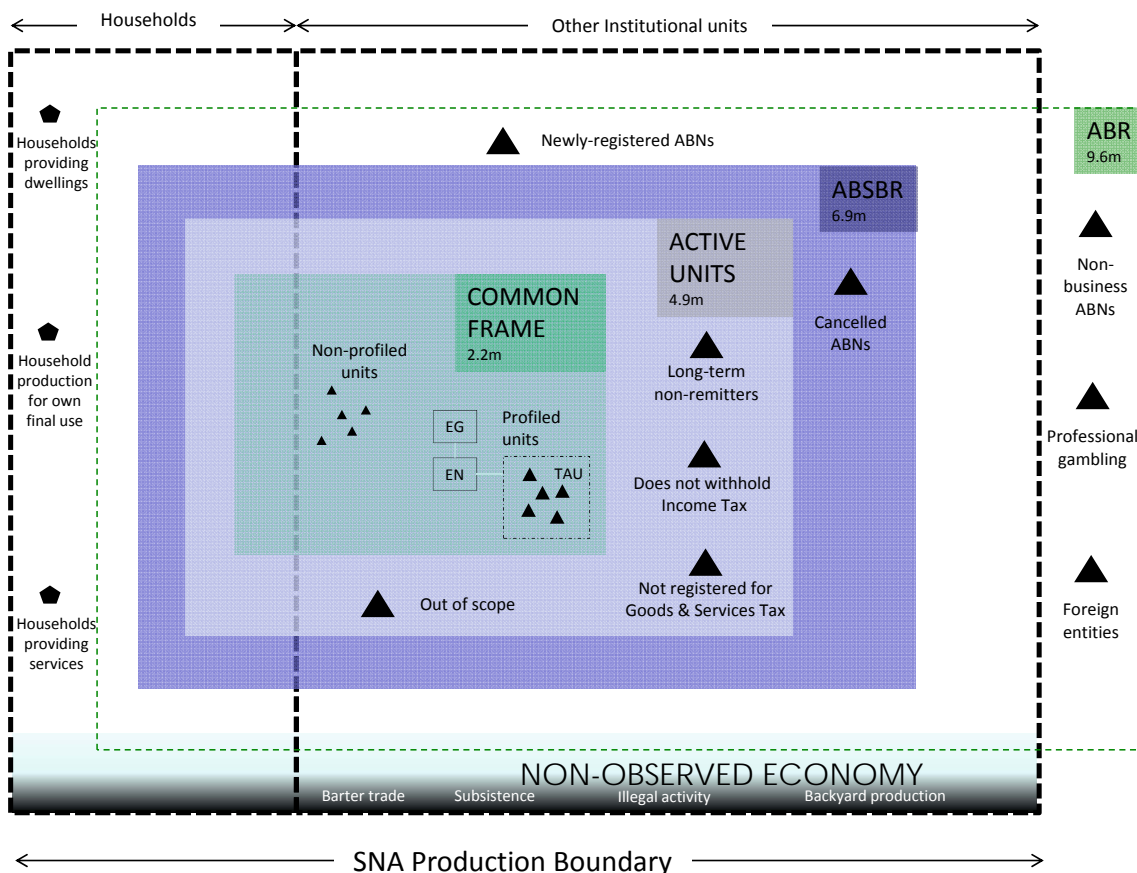 Households
Other Institutional units
Households
providing
dwellings
Newly-registered ABNs
ABR
9.6m
ABSBR
6.9m
ACTIVE
UNITS
4.9m
Non-
business
ABNs
COMMON
FRAME
2.2m
Cancelled
ABNs
Household
production
for own
final use
Non-profiled
units
Long-term
non-remitters
EG
Profiled
units
Professional
gambling
EN
TAU
Does not withhold
Income Tax
Not registered for
Goods & Services Tax
Out of scope
Households
providing
services
Foreign
entities
NON-OBSERVED ECONOMY
Barter trade
Subsistence
Illegal activity
Backyard production
SNA Production Boundary